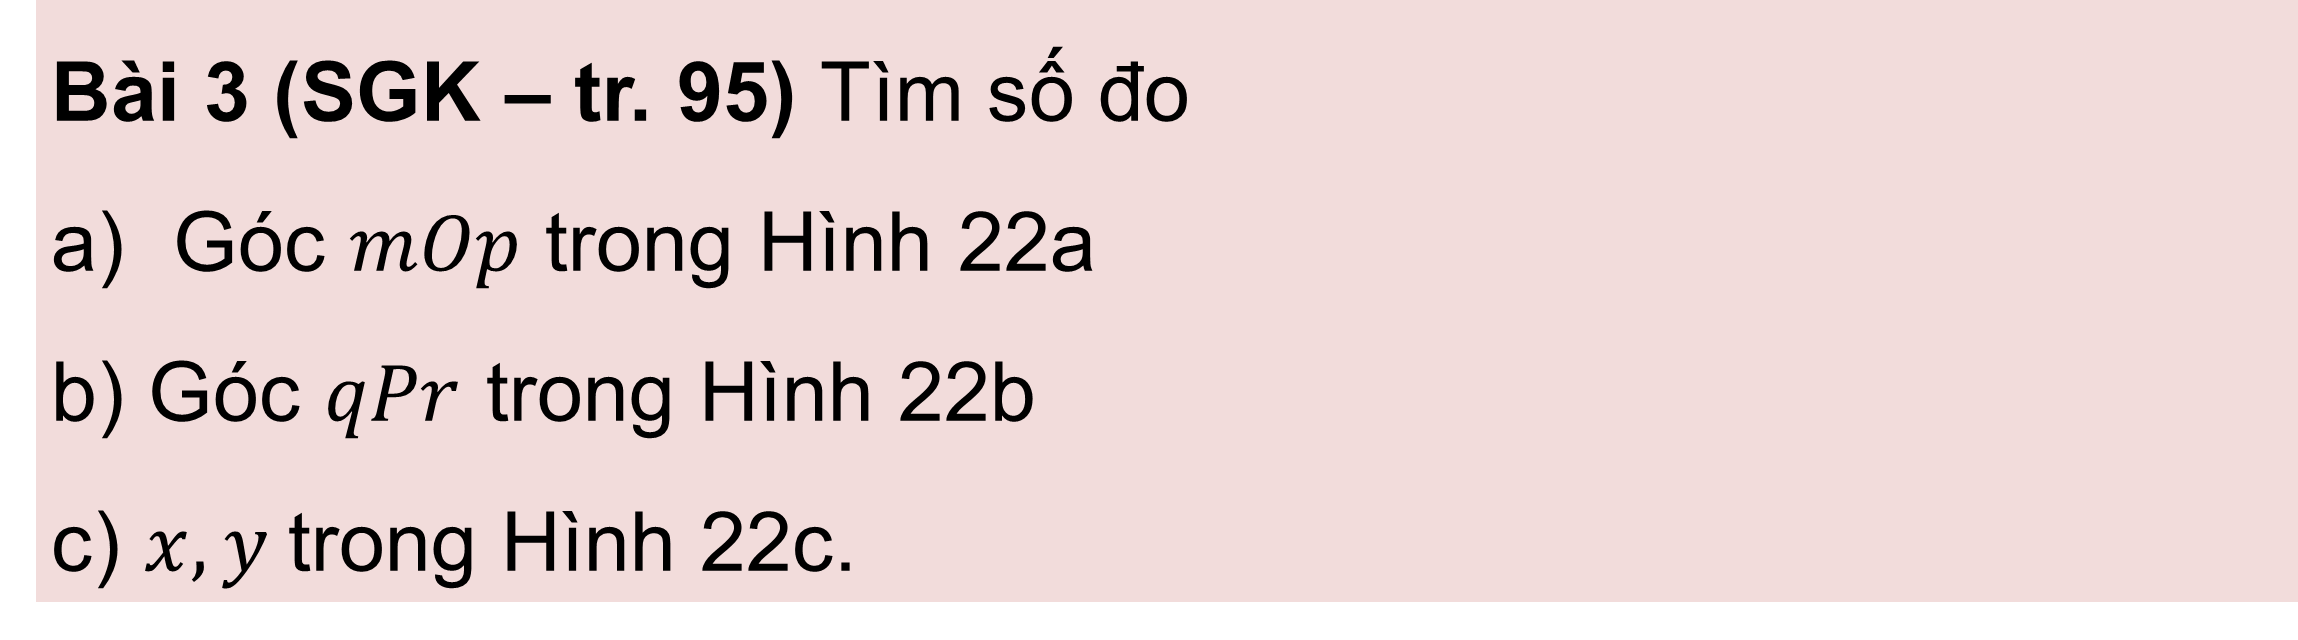 Bài 3 (SGK – tr. 95) Tìm số đo
a) Góc mOp trong Hình 22a
b) Góc qPr trong Hình 22b
c) x, y trong Hình 22c.